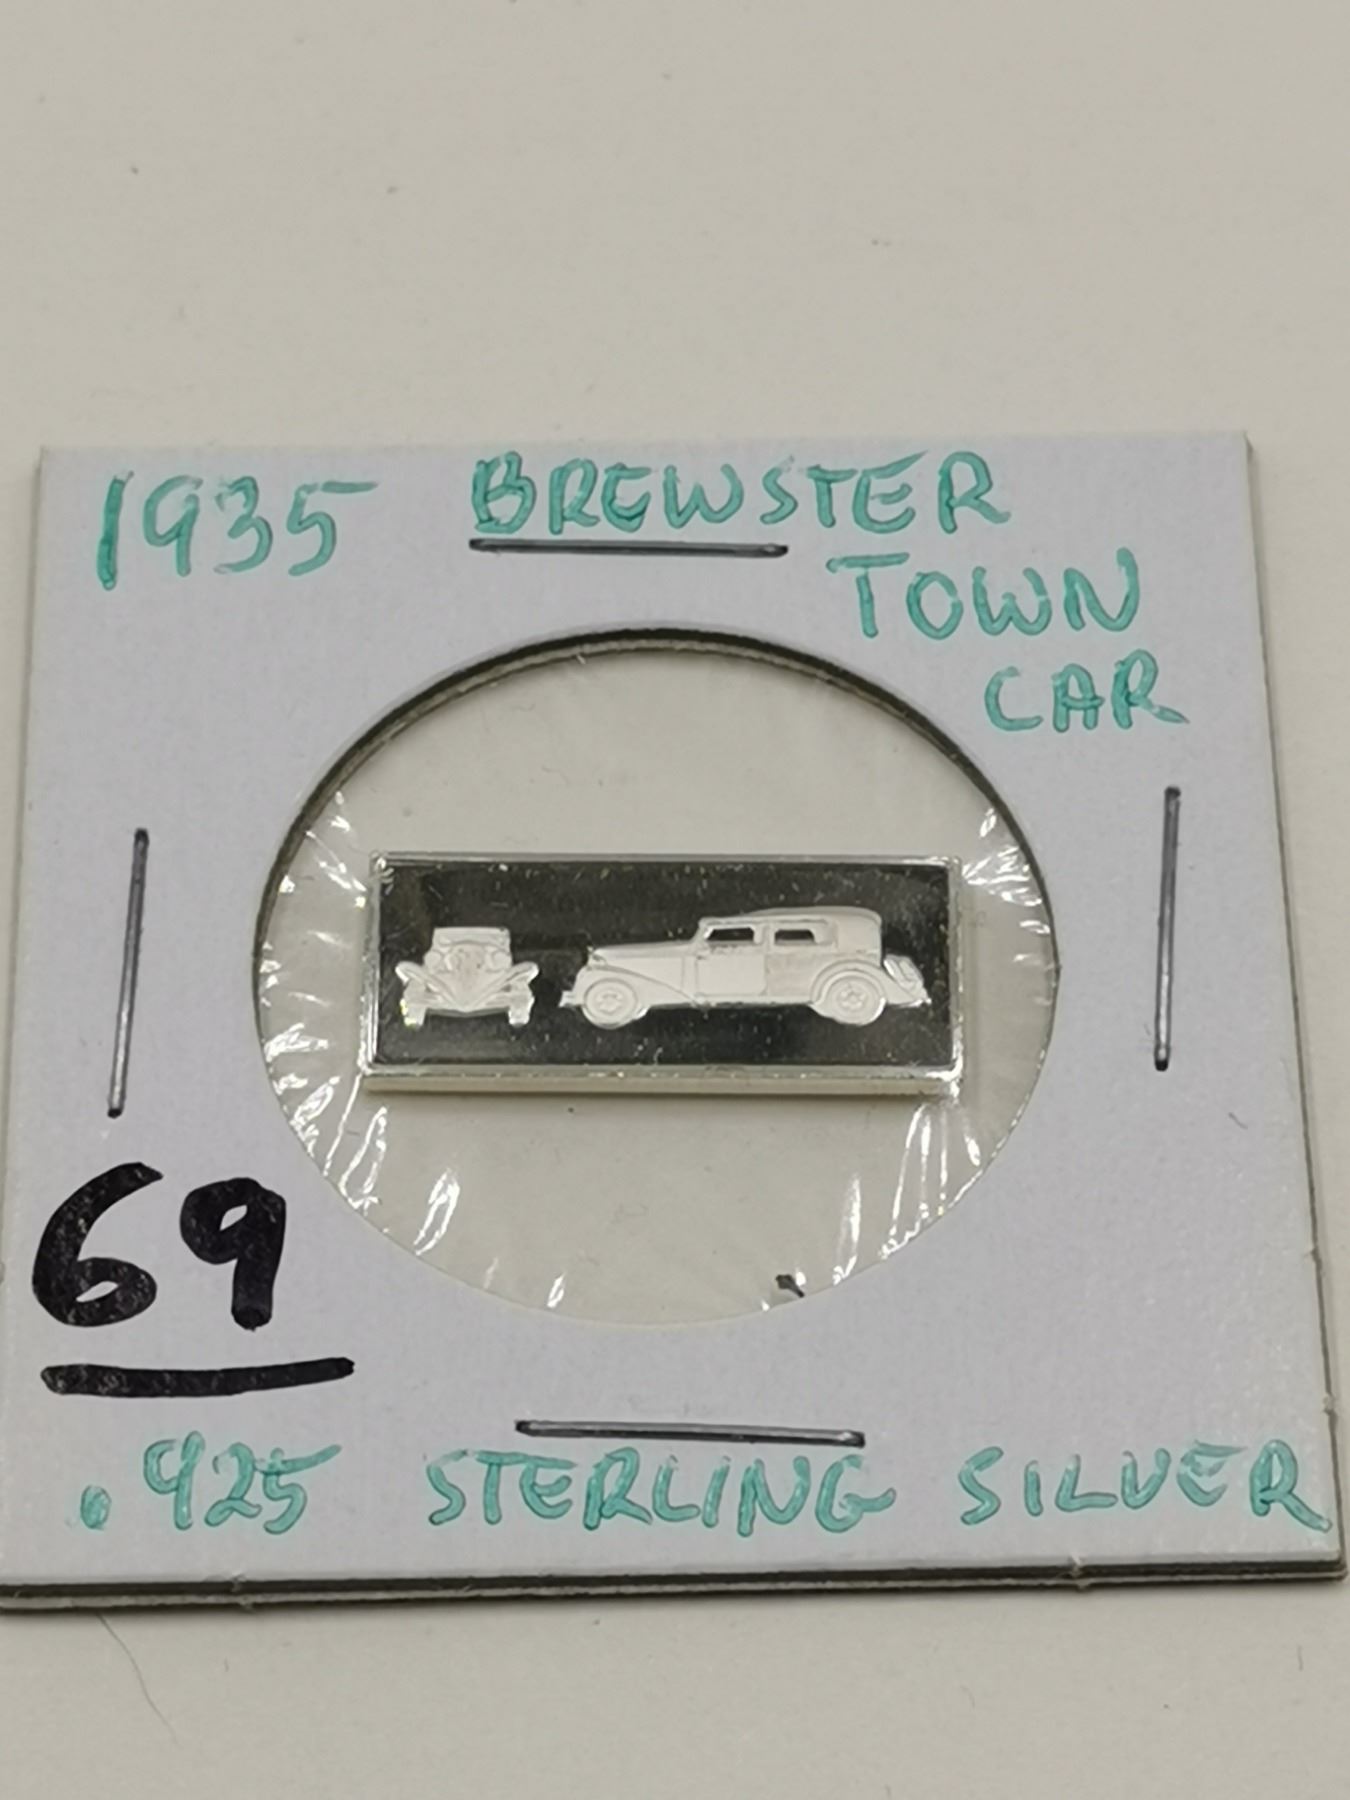 1935 BREWSTER
TOWN
CAR
69
.925 STERLING SILVER